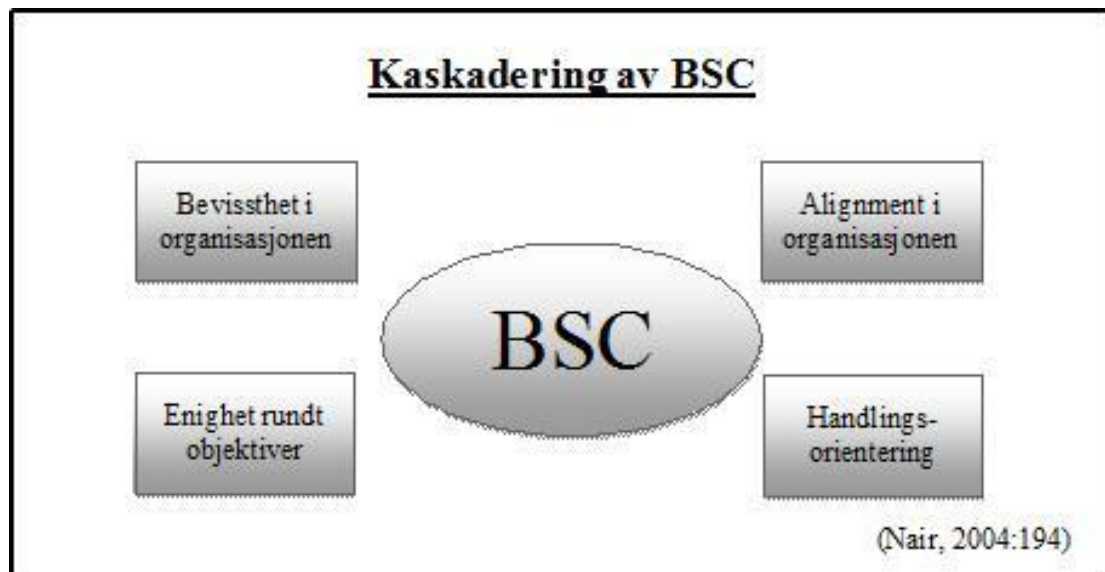 Kaskadering av BSC
Bevissthet i
organisasjonen
Alignment i
organisasjonen
BSC
Enighet rundt
objektiver
Handlings-
orientering
(Nair, 2004:194)